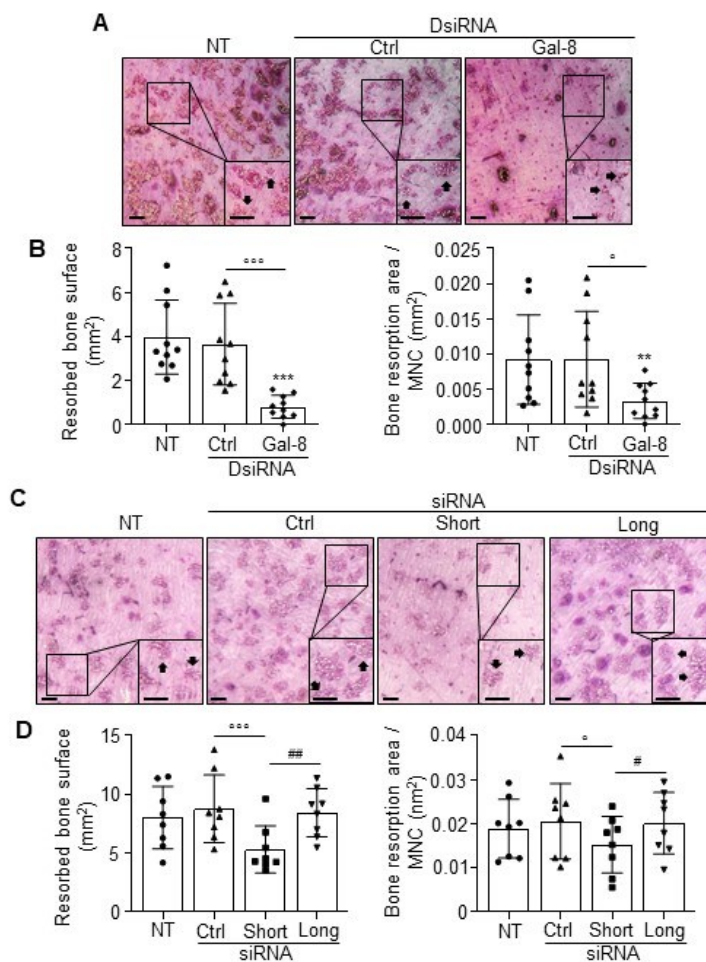 A
DsiRNA
NT Ctrl Gal-8
B
Resorbed bone surface
(mm²)
8
6
4
2
0
°°°
***
NT Ctrl Gal-8
DsiRNA
Bone resorption area /
MNC (mm²)
0.025
0.020
0.015
0.010
0.005
0.000
°
**
NT Ctrl Gal-8
DsiRNA
C
siRNA
NT Ctrl Short Long
D
Resorbed bone surface
(mm²)
15
10
5
0
°°°
##
NT Ctrl Short Long
siRNA
Bone resorption area /
MNC (nm²)
0.04
0.03
0.02
0.01
0
°
#
NT Ctrl Short Long
siRNA